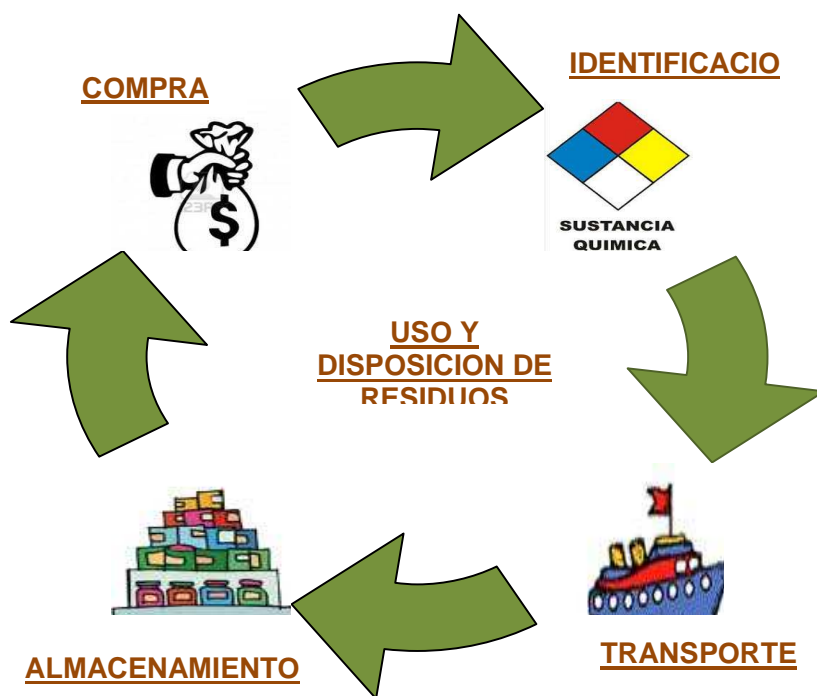 COMPRA
IDENTIFICACIO
$
SUSTANCIA
QUIMICA
USO Y
DISPOSICION DE
RESIDUOS
ALMACENAMIENTO
TRANSPORTE